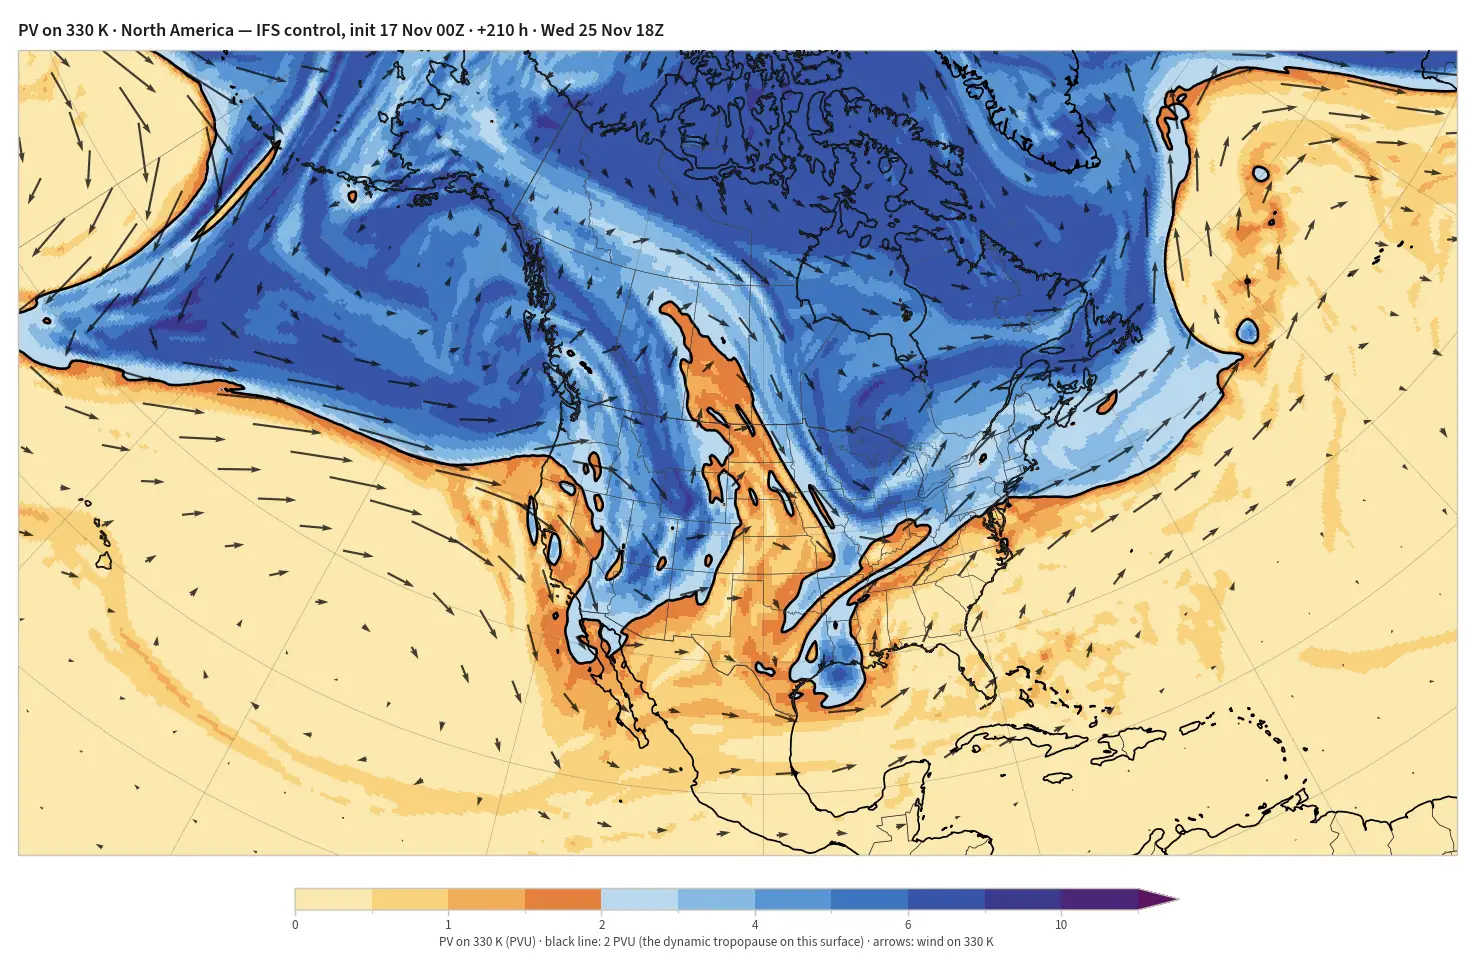 PV on 330 K · North America — IFS control, init 17 Nov 00Z · +210 h · Wed 25 Nov 18Z
0 1 2 4 6 10
PV on 330 K (PVU) · black line: 2 PVU (the dynamic tropopause on this surface) · arrows: wind on 330 K